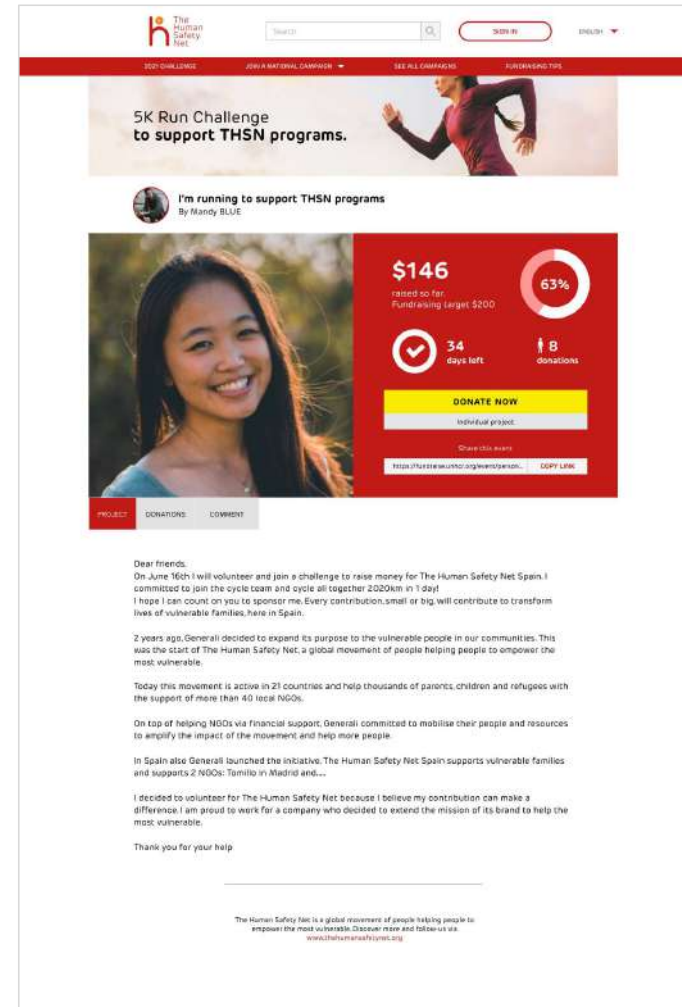 The
Human
Safety
Net
Search
SIGN IN
ENGLISH
2021 CHALLENGE
JOIN A NATIONAL CAMPAIGN
SEE ALL CAMPAIGNS
FUNDRAISING TIPS
5K Run Challenge
to support THSN programs.
I'm running to support THSN programs
By Mandy BLUE
$146
raised so far.
Fundraising target $200
63%
34
days left
8
donations
DONATE NOW
Individual project
Share this event
https://fundraise.unhcr.org/event/person...
COPY LINK
PROJECT
DONATIONS
COMMENT
Dear friends,
On June 16th I will volunteer and join a challenge to raise money for The Human Safety Net Spain. I
committed to join the cycle team and cycle all together 2020km in 1 day!
I hope I can count on you to sponsor me. Every contribution, small or big, will contribute to transform
lives of vulnerable families, here in Spain.
2 years ago, Generali decided to expand its purpose to the vulnerable people in our communities. This
was the start of The Human Safety Net, a global movement of people helping people to empower the
most vulnerable.
Today this movement is active in 21 countries and help thousands of parents, children and refugees with
the support of more than 40 local NGOs.
On top of helping NGOs via financial support, Generali committed to mobilise their people and resources
to amplify the impact of the movement and help more people.
In Spain also Generali launched the initiative. The Human Safety Net Spain supports vulnerable families
and supports 2 NGOs: Tomillo in Madrid and....
I decided to volunteer for The Human Safety Net because I believe my contribution can make a
difference. I am proud to work for a company who decided to extend the mission of its brand to help the
most vulnerable.
Thank you for your help
The Human Safety Net is a global movement of people helping people to
empower the most vulnerable. Discover more and follow-us via
www.thehumansafetynet.org